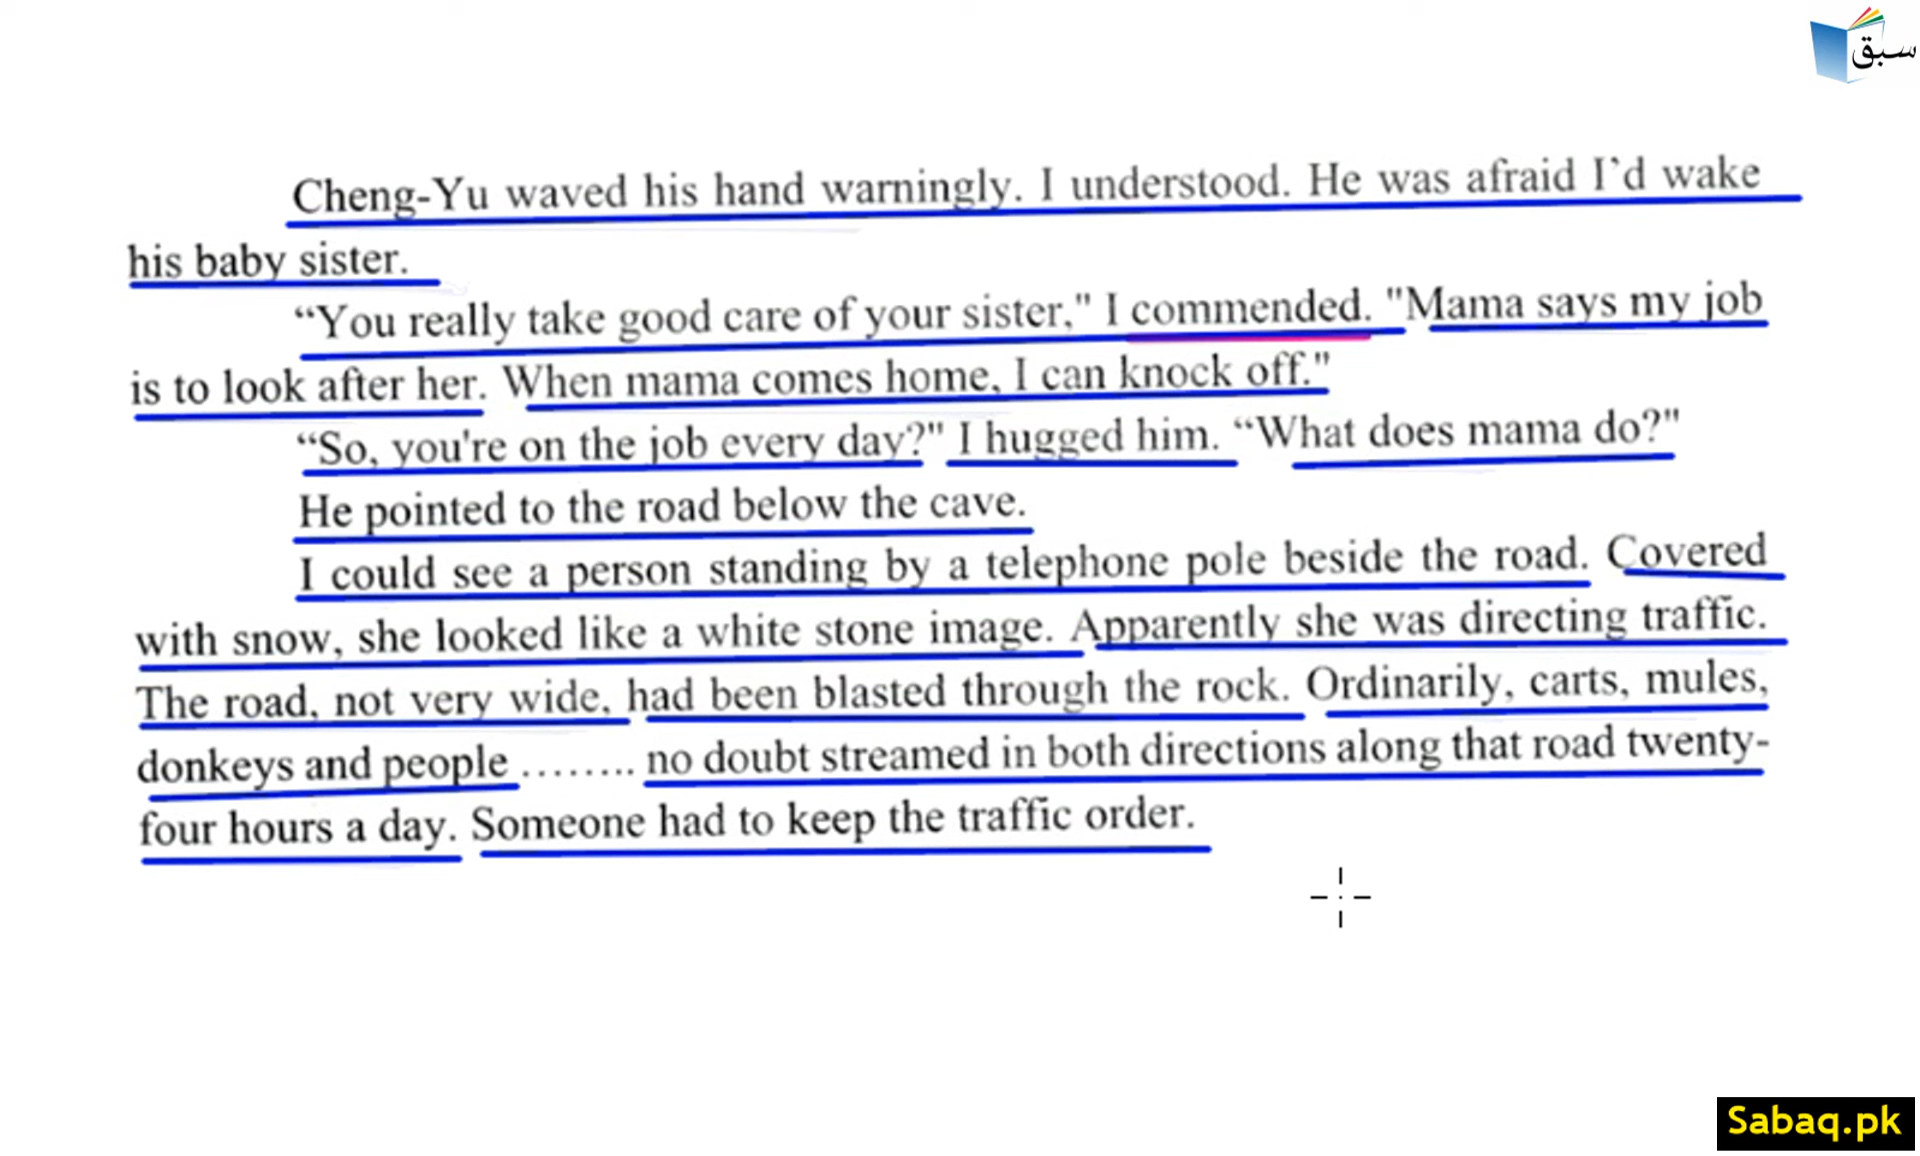 سبق
Cheng-Yu waved his hand warningly. I understood. He was afraid I’d wake
his baby sister.
“You really take good care of your sister," I commended. "Mama says my job
is to look after her. When mama comes home, I can knock off."
“So, you're on the job every day?" I hugged him. “What does mama do?"
He pointed to the road below the cave.
I could see a person standing by a telephone pole beside the road. Covered
with snow, she looked like a white stone image. Apparently she was directing traffic.
The road, not very wide, had been blasted through the rock. Ordinarily, carts, mules,
donkeys and people ........ no doubt streamed in both directions along that road twenty-
four hours a day. Someone had to keep the traffic order.
Sabaq.pk